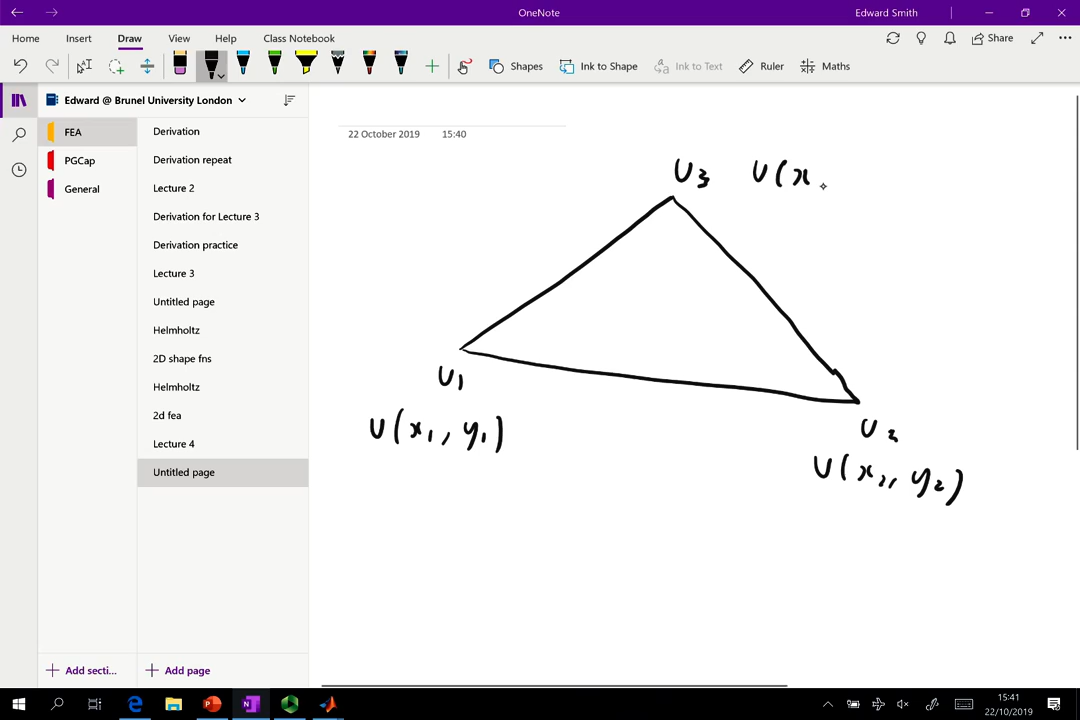 OneNote
Edward Smith
Home Insert Draw View Help Class Notebook
Share
Shapes Ink to Shape Ink to Text Ruler Maths
Edward @ Brunel University London
FEA
PGCap
General
Derivation
Derivation repeat
Lecture 2
Derivation for Lecture 3
Derivation practice
Lecture 3
Untitled page
Helmholtz
2D shape fns
Helmholtz
2d fea
Lecture 4
Untitled page
Add secti...
Add page
22 October 2019 15:40
U3 U(x
U1
U(x1, y1)
U2
U(x2, y2)
15:41
22/10/2019